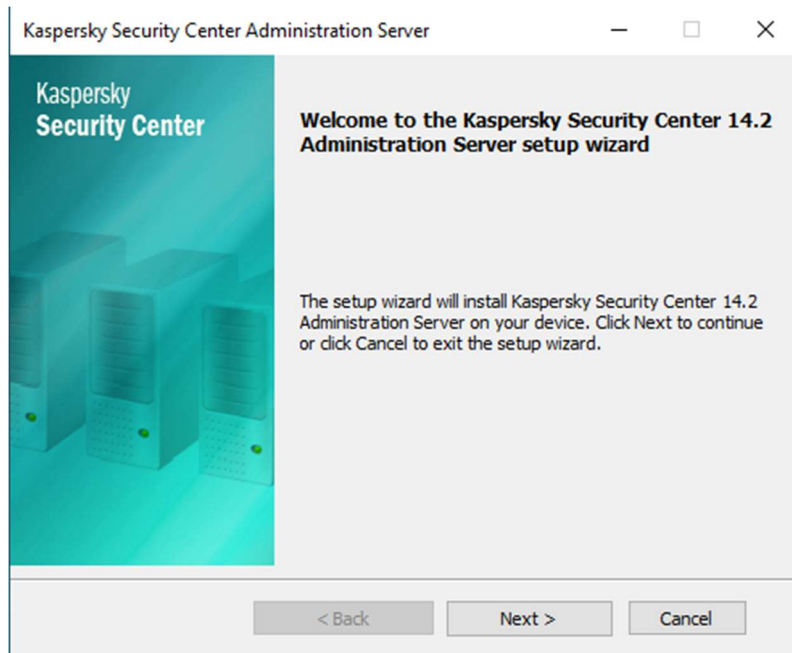 Kaspersky Security Center Administration Server
Kaspersky
Security Center
Welcome to the Kaspersky Security Center 14.2
Administration Server setup wizard
The setup wizard will install Kaspersky Security Center 14.2
Administration Server on your device. Click Next to continue
or click Cancel to exit the setup wizard.
< Back
Next >
Cancel